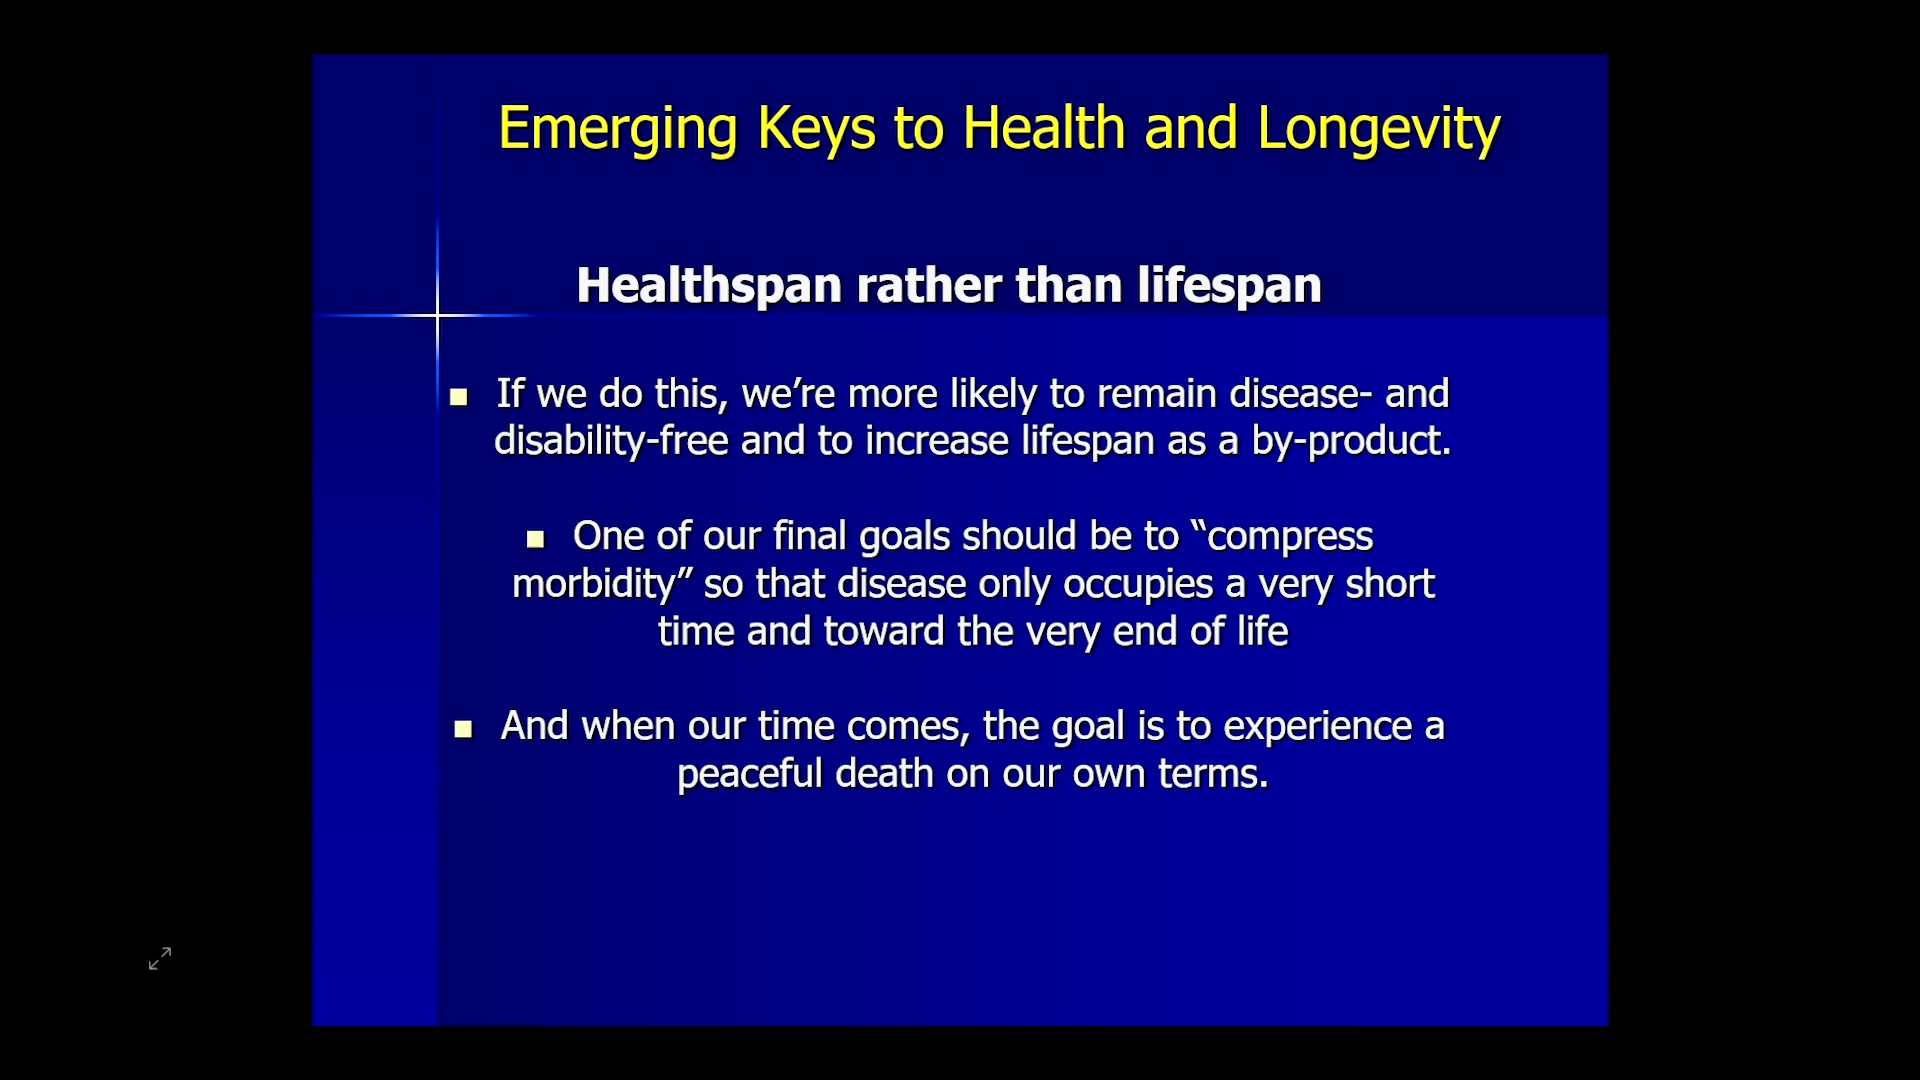 Emerging Keys to Health and Longevity
Healthspan rather than lifespan
If we do this, we’re more likely to remain disease- and
disability-free and to increase lifespan as a by-product.
One of our final goals should be to “compress
morbidity” so that disease only occupies a very short
time and toward the very end of life
And when our time comes, the goal is to experience a
peaceful death on our own terms.